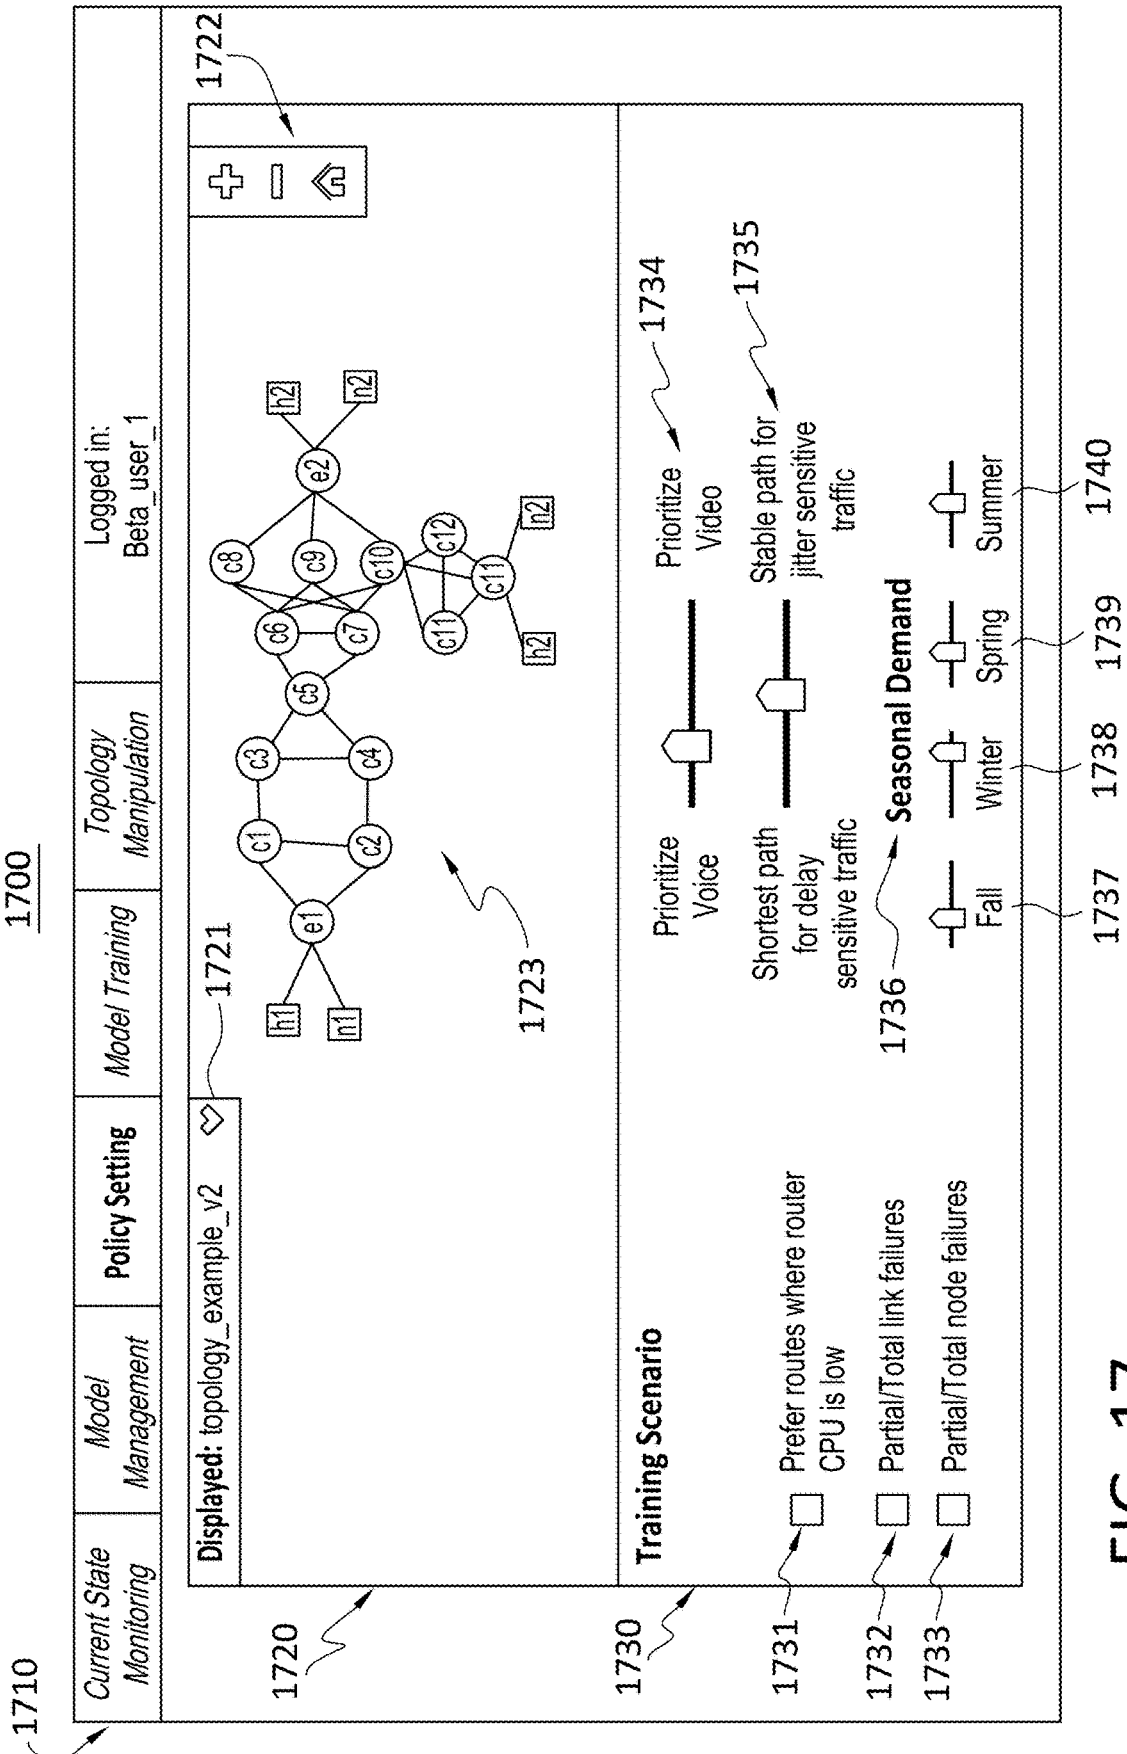 1700
1710
Current State
Monitoring
Model
Management
Policy Setting
Model Training
Topology
Manipulation
Logged in:
Beta_user_1
1720
Displayed: topology_example_v2
1721
1722
h1
n1
e1
c1
c2
c3
c4
c5
c6
c7
c8
c9
c10
e2
h2
n2
c11
c12
c11
h2
n2
1723
1730
Training Scenario
1731
Prefer routes where router
CPU is low
1732
Partial/Total link failures
1733
Partial/Total node failures
Prioritize
Voice
Prioritize
Video
1734
Shortest path
for delay
sensitive traffic
Stable path for
jitter sensitive
traffic
1735
1736
Seasonal Demand
Fall
Winter
Spring
Summer
1737
1738
1739
1740
FIG. 17